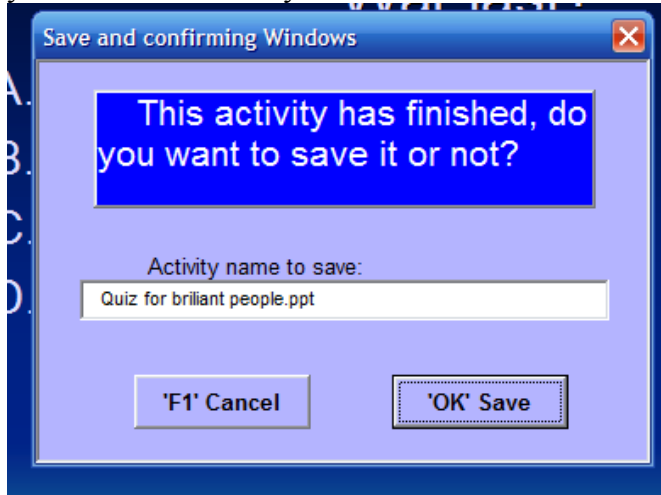 Save and confirming Windows
This activity has finished, do
you want to save it or not?
Activity name to save:
Quiz for briliant people.ppt
'F1' Cancel
'OK' Save
A.
B.
C.
D.